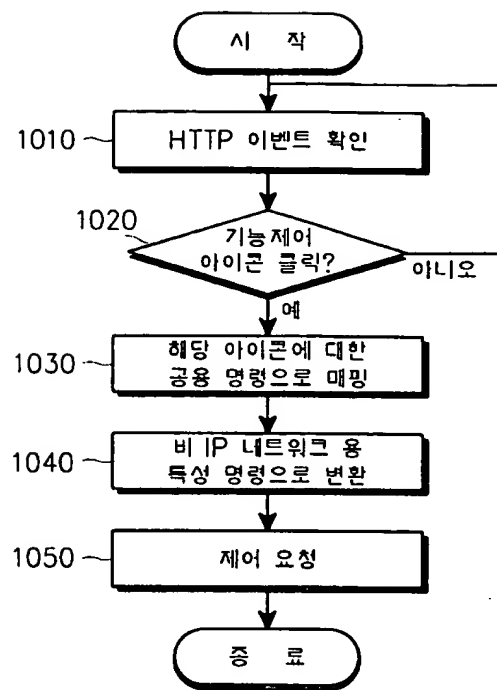 시 작
1010
HTTP 이벤트 확인
1020
기능제어
아이콘 클릭?
아니오
예
1030
해당 아이콘에 대한
공용 명령으로 매핑
1040
비 IP 네트워크 용
특성 명령으로 변환
1050
제어 요청
종 료